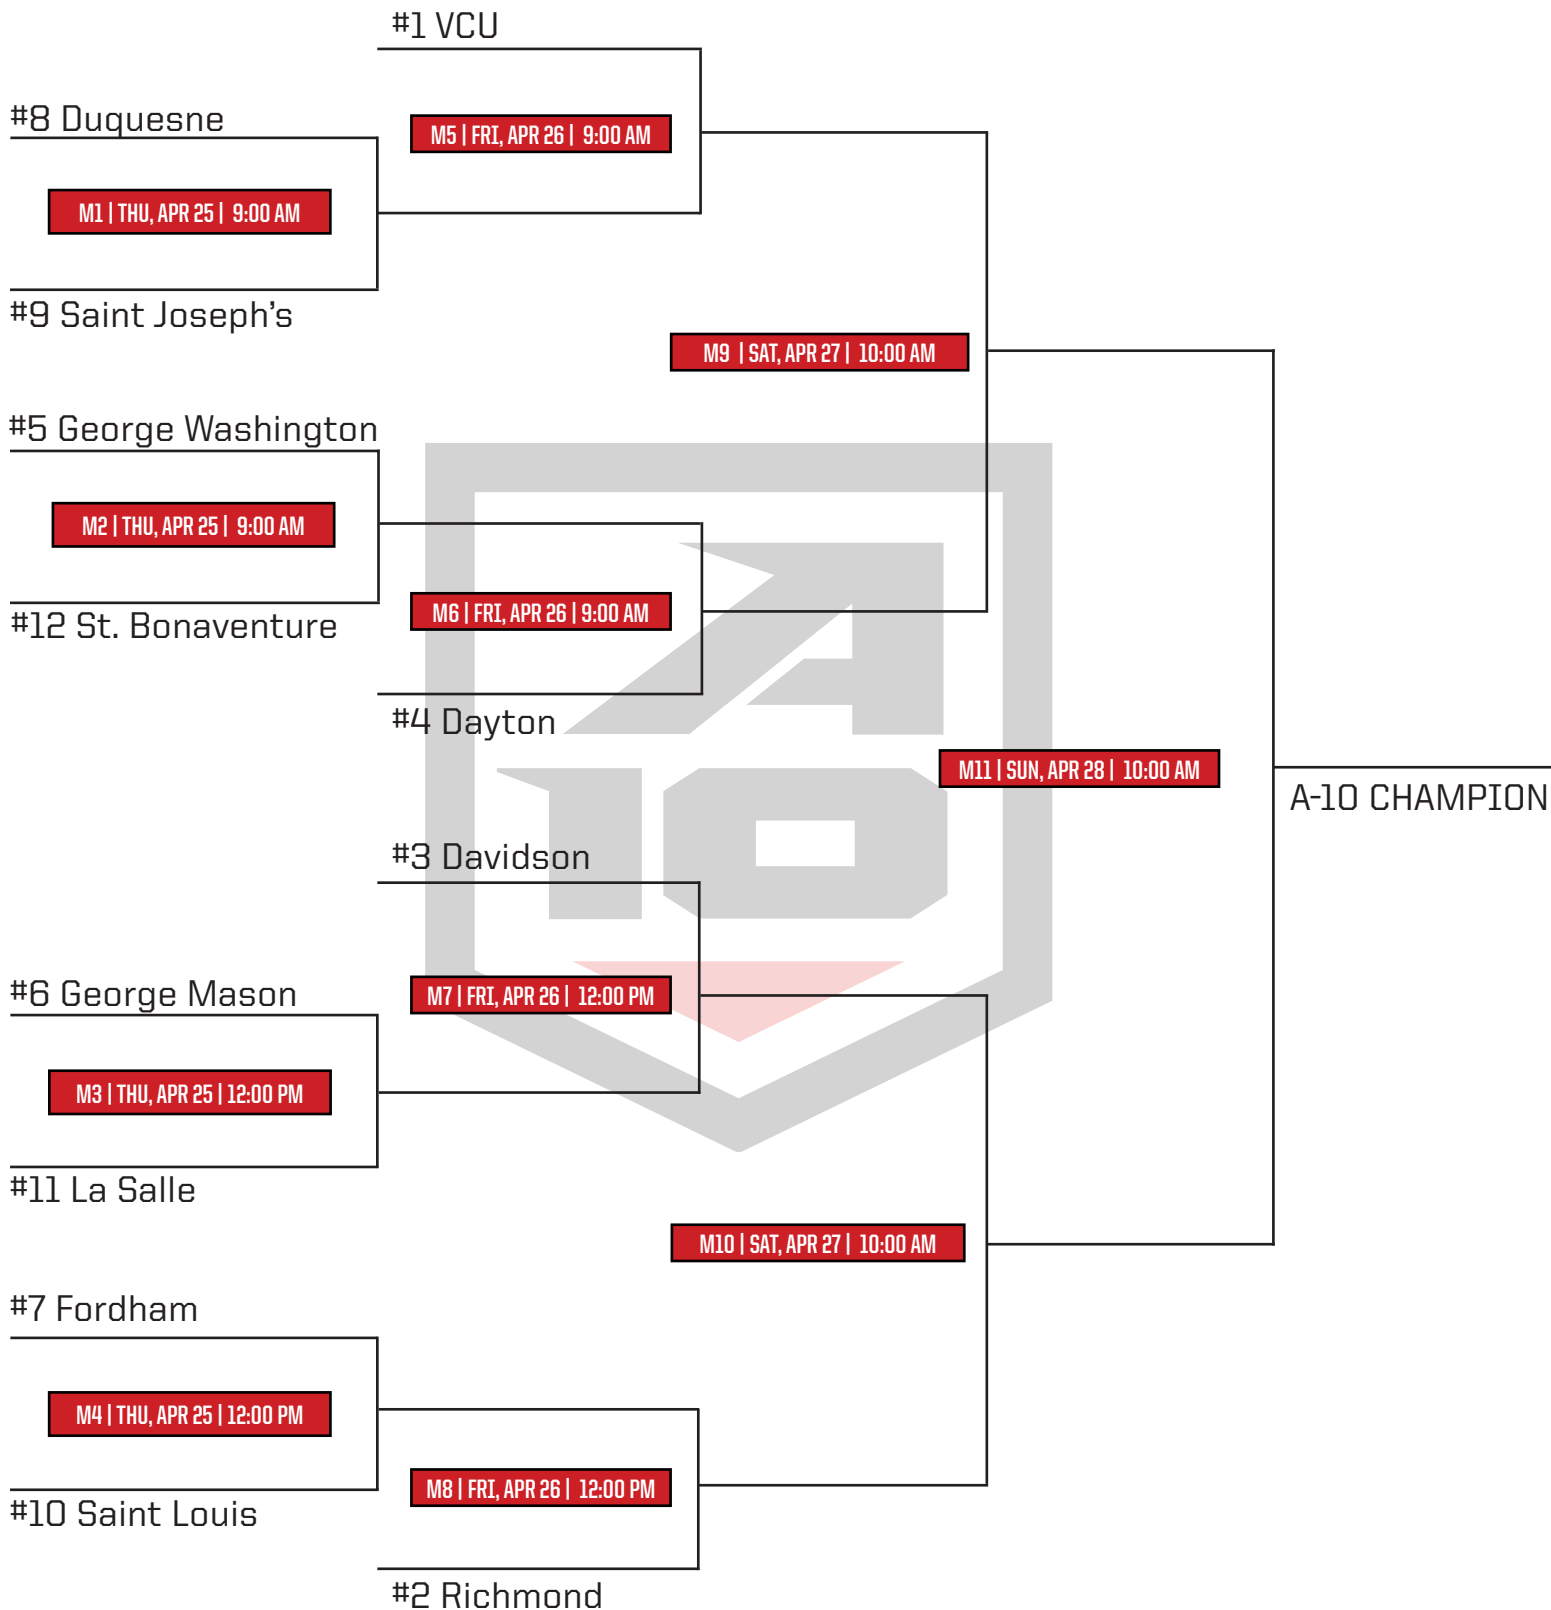 #1 VCU
#8 Duquesne
M5 | FRI, APR 26 | 9:00 AM
M1 | THU, APR 25 | 9:00 AM
#9 Saint Joseph's
M9 | SAT, APR 27 | 10:00 AM
#5 George Washington
M2 | THU, APR 25 | 9:00 AM
#12 St. Bonaventure
M6 | FRI, APR 26 | 9:00 AM
#4 Dayton
A
10
M11 | SUN, APR 28 | 10:00 AM
A-10 CHAMPION
#3 Davidson
#6 George Mason
M7 | FRI, APR 26 | 12:00 PM
M3 | THU, APR 25 | 12:00 PM
#11 La Salle
M10 | SAT, APR 27 | 10:00 AM
#7 Fordham
M4 | THU, APR 25 | 12:00 PM
M8 | FRI, APR 26 | 12:00 PM
#10 Saint Louis
#2 Richmond